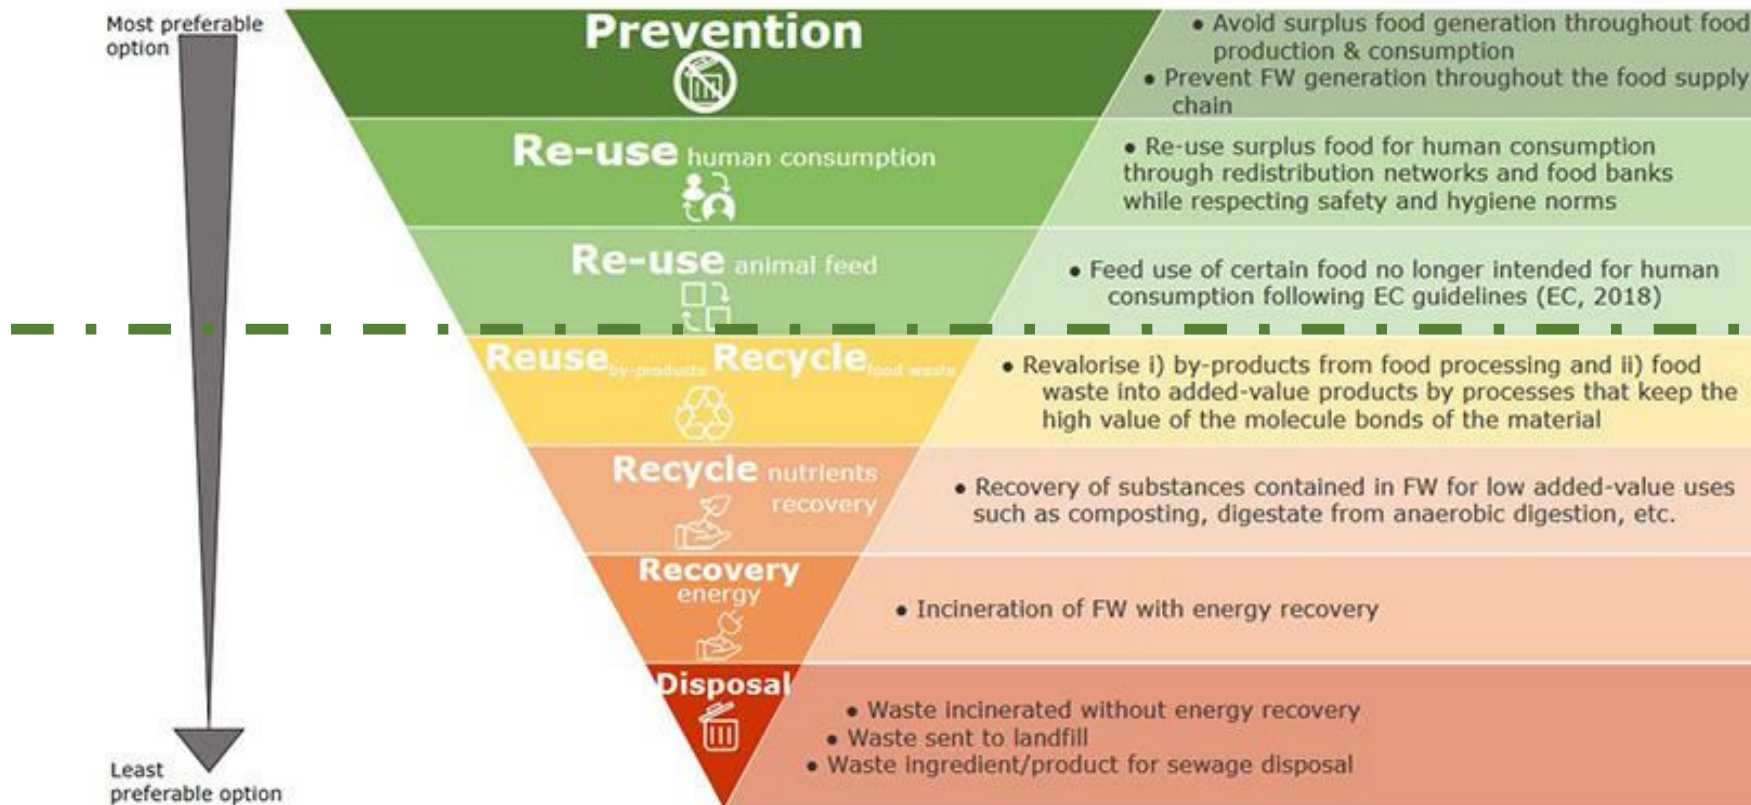 Most preferable
option
Prevention
• Avoid surplus food generation throughout food
production & consumption
• Prevent FW generation throughout the food supply
chain
Re-use human consumption
• Re-use surplus food for human consumption
through redistribution networks and food banks
while respecting safety and hygiene norms
Re-use animal feed
• Feed use of certain food no longer intended for human
consumption following EC guidelines (EC, 2018)
Reuse by-products Recycle food waste
• Revalorise i) by-products from food processing and ii) food
waste into added-value products by processes that keep the
high value of the molecule bonds of the material
Recycle nutrients
recovery
• Recovery of substances contained in FW for low added-value uses
such as composting, digestate from anaerobic digestion, etc.
Recovery
energy
• Incineration of FW with energy recovery
Disposal
• Waste incinerated without energy recovery
• Waste sent to landfill
• Waste ingredient/product for sewage disposal
Least
preferable option